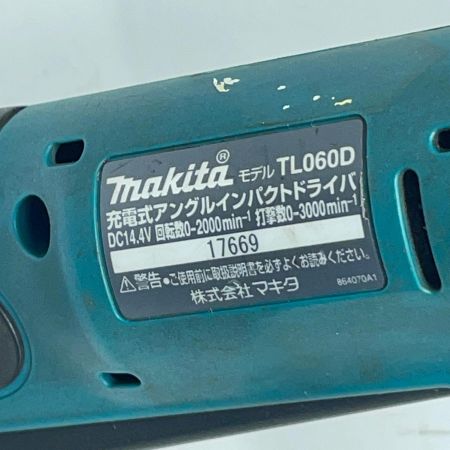 makita® モデル TL060D
充電式アングルインパクトドライバ
DC14.4V 回転数0-2000min⁻¹ 打撃数0-3000min⁻¹
17669
⚠警告・ご使用前に取扱説明書を必ずよくお読みください。
株式会社マキタ
864070A1